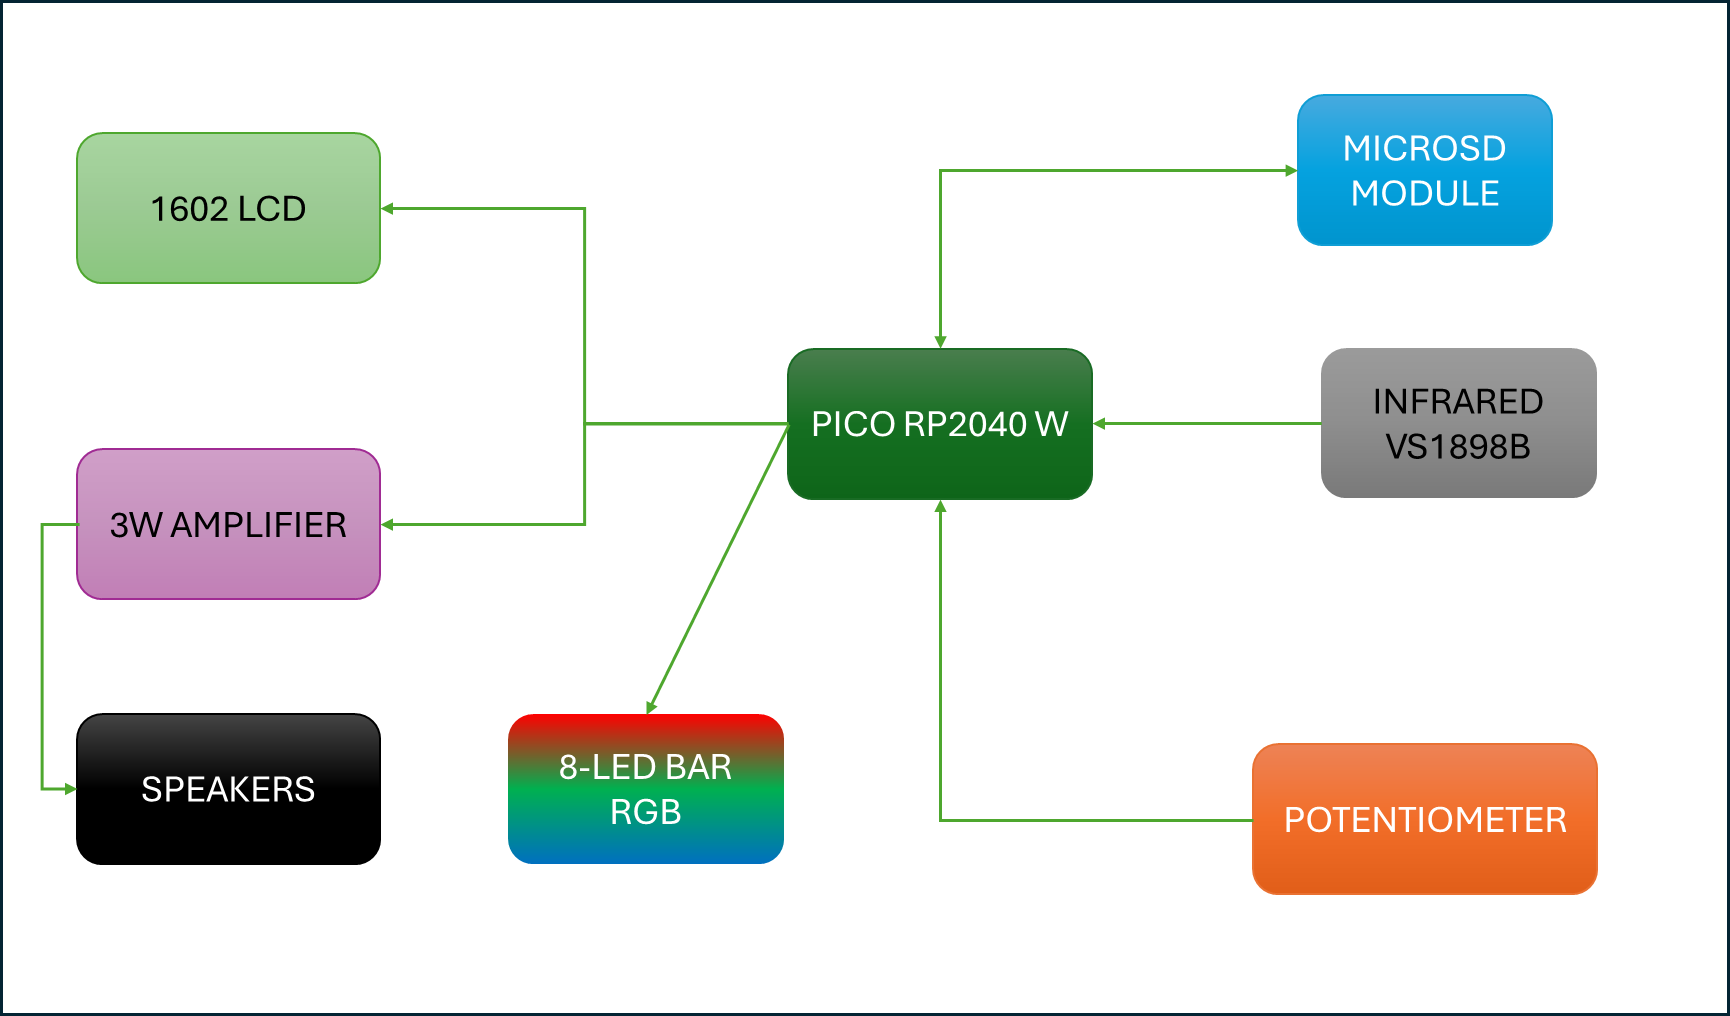 1602 LCD
3W AMPLIFIER
SPEAKERS
8-LED BAR
RGB
PICO RP2040 W
MICROSD
MODULE
INFRARED
VS1898B
POTENTIOMETER